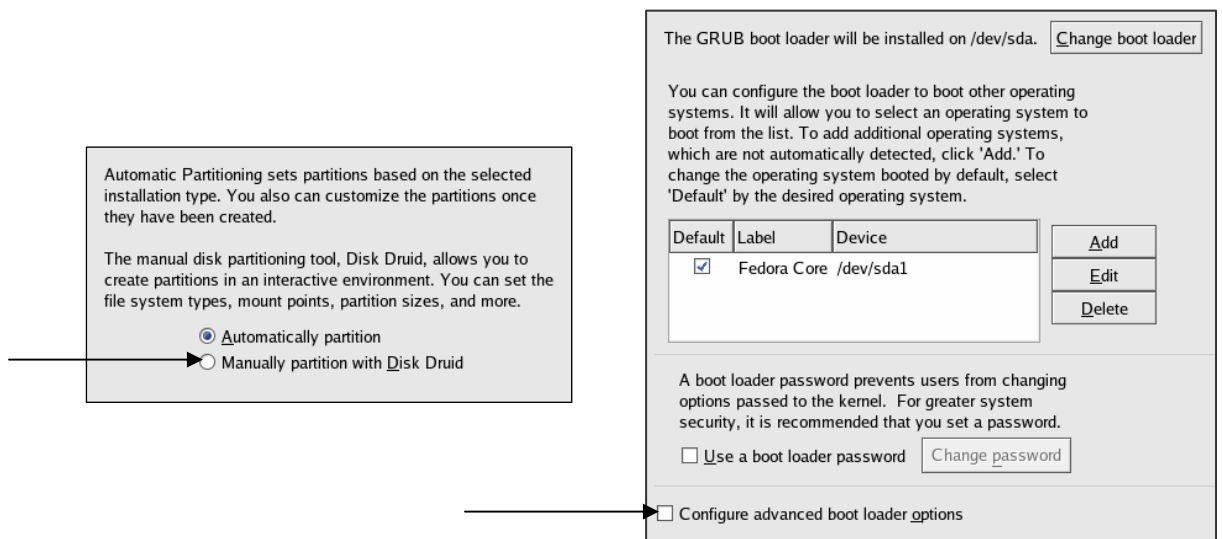 Automatic Partitioning sets partitions based on the selected
installation type. You also can customize the partitions once
they have been created.
The manual disk partitioning tool, Disk Druid, allows you to
create partitions in an interactive environment. You can set the
file system types, mount points, partition sizes, and more.
Automatically partition
Manually partition with Disk Druid
The GRUB boot loader will be installed on /dev/sda. Change boot loader
You can configure the boot loader to boot other operating
systems. It will allow you to select an operating system to
boot from the list. To add additional operating systems,
which are not automatically detected, click 'Add.' To
change the operating system booted by default, select
'Default' by the desired operating system.
Default Label Device
Fedora Core /dev/sda1
Add
Edit
Delete
A boot loader password prevents users from changing
options passed to the kernel. For greater system
security, it is recommended that you set a password.
Use a boot loader password Change password
Configure advanced boot loader options